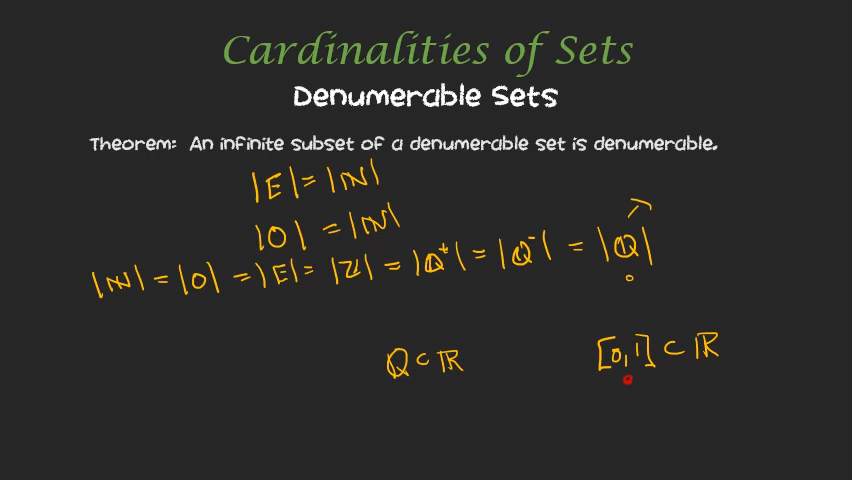 Cardinalities of Sets
Denumerable Sets
Theorem: An infinite subset of a denumerable set is denumerable.
|E| = |ℕ|
|O| = |ℕ|
|ℕ| = |O| = |E| = |ℤ| = |ℚ⁺| = |ℚ⁻| = |ℚ|
ℚ ⊂ ℝ [0,1] ⊂ ℝ